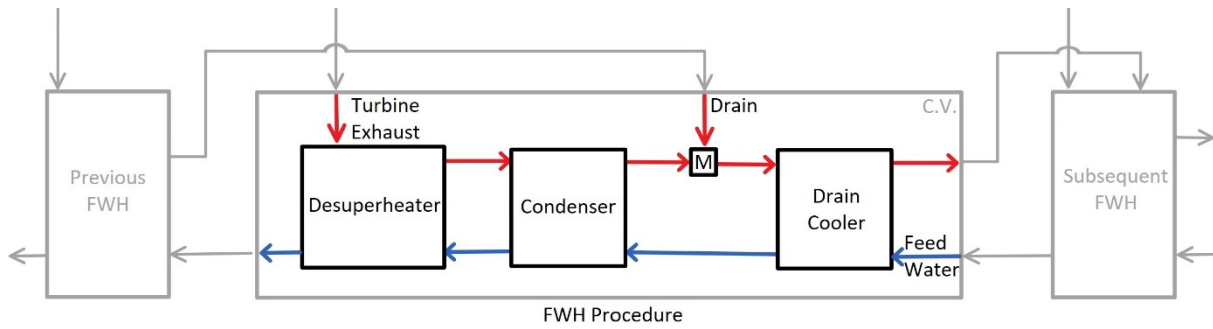 Turbine
Exhaust
Drain
C.V.
Previous
FWH
Desuperheater
Condenser
M
Drain
Cooler
Subsequent
FWH
Feed
Water
FWH Procedure